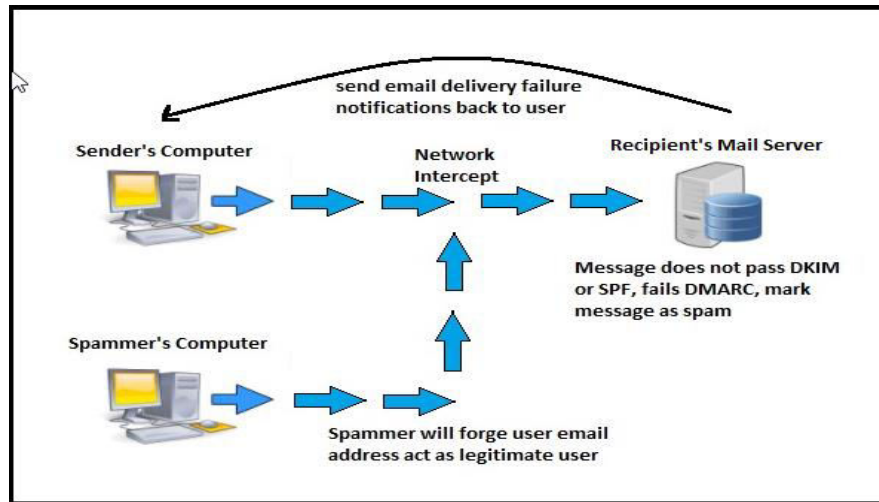 send email delivery failure
notifications back to user
Sender's Computer
Network
Intercept
Recipient's Mail Server
Message does not pass DKIM
or SPF, fails DMARC, mark
message as spam
Spammer's Computer
Spammer will forge user email
address act as legitimate user